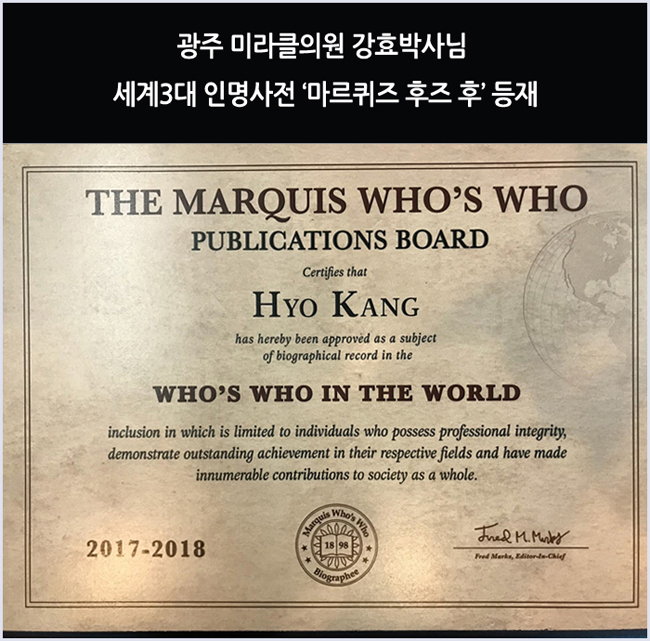 광주 미라클의원 강효박사님
세계3대 인명사전 ‘마르퀴즈 후즈 후’ 등재
THE MARQUIS WHO'S WHO
PUBLICATIONS BOARD
Certifies that
HYO KANG
has hereby been approved as a subject
of biographical record in the
WHO'S WHO IN THE WORLD
inclusion in which is limited to individuals who possess professional integrity,
demonstrate outstanding achievement in their respective fields and have made
innumerable contributions to society as a whole.
2017-2018
Marquis Who's Who
1898
Biographee
Fred M. Marks
Fred Marks, Editor-In-Chief